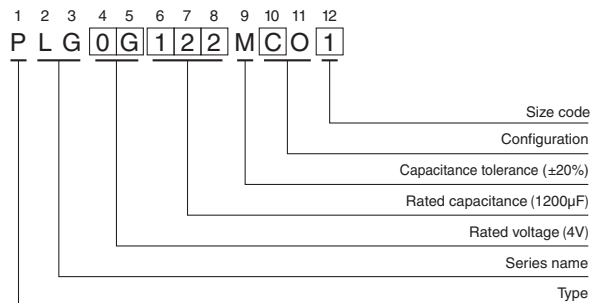 1 2 3 4 5 6 7 8 9 10 11 12
P L G 0 G 1 2 2 M C O 1
Size code
Configuration
Capacitance tolerance (±20%)
Rated capacitance (1200µF)
Rated voltage (4V)
Series name
Type